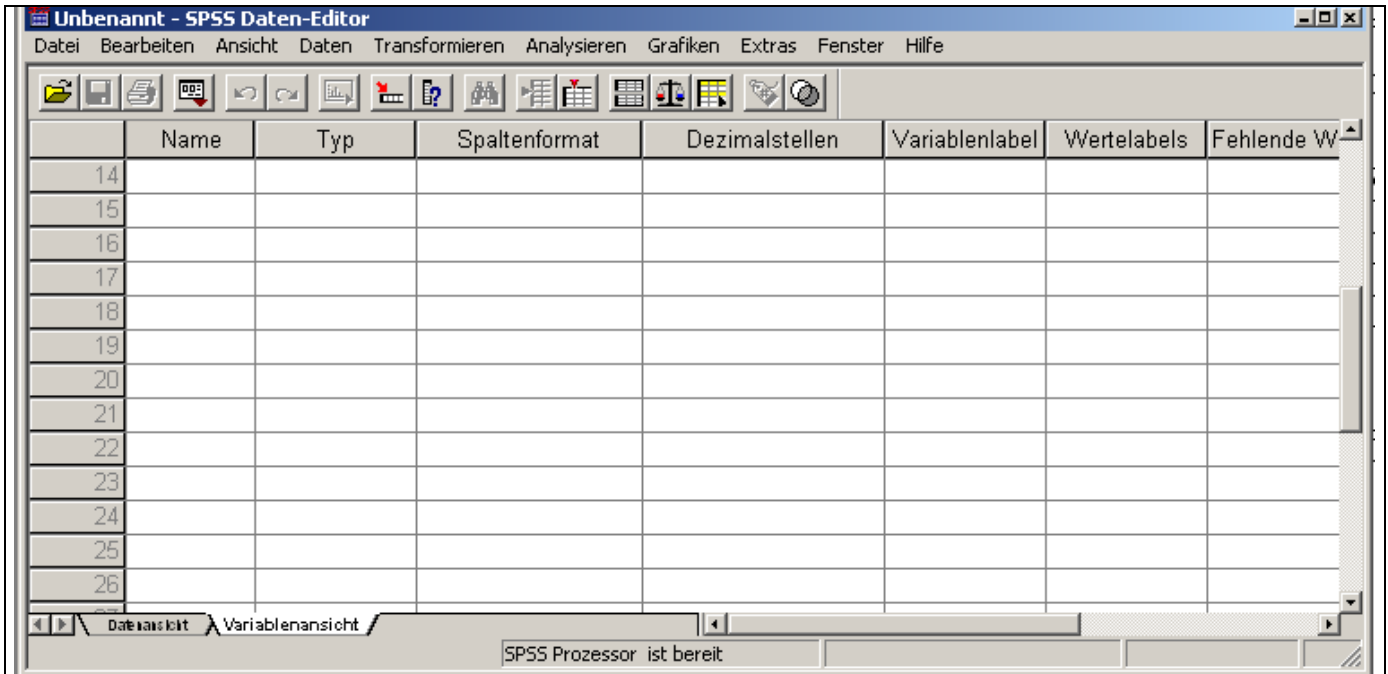 Unbenannt - SPSS Daten-Editor
Datei Bearbeiten Ansicht Daten Transformieren Analysieren Grafiken Extras Fenster Hilfe
Name Typ Spaltenformat Dezimalstellen Variablenlabel Wertelabels Fehlende W
14
15
16
17
18
19
20
21
22
23
24
25
26
Datenansicht Variablenansicht
SPSS Prozessor ist bereit